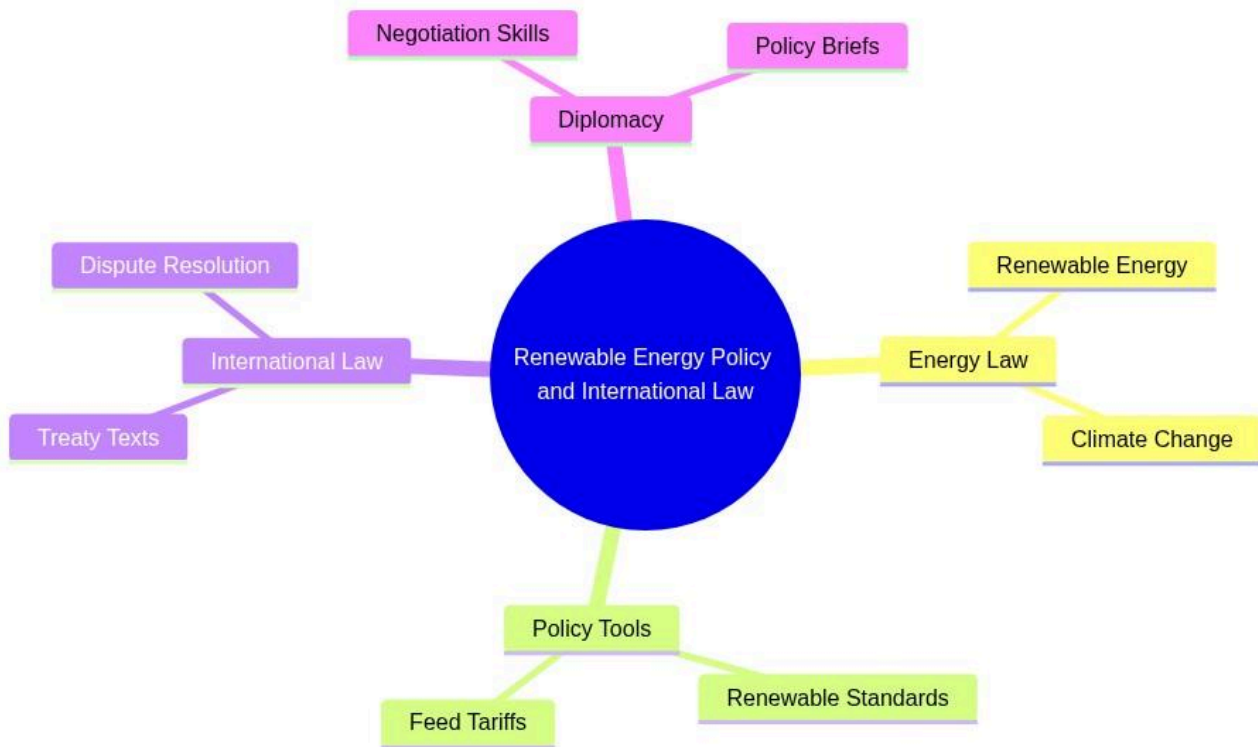 Negotiation Skills
Policy Briefs
Diplomacy
Dispute Resolution
Renewable Energy
International Law
Renewable Energy Policy
and International Law
Energy Law
Treaty Texts
Climate Change
Policy Tools
Feed Tariffs
Renewable Standards